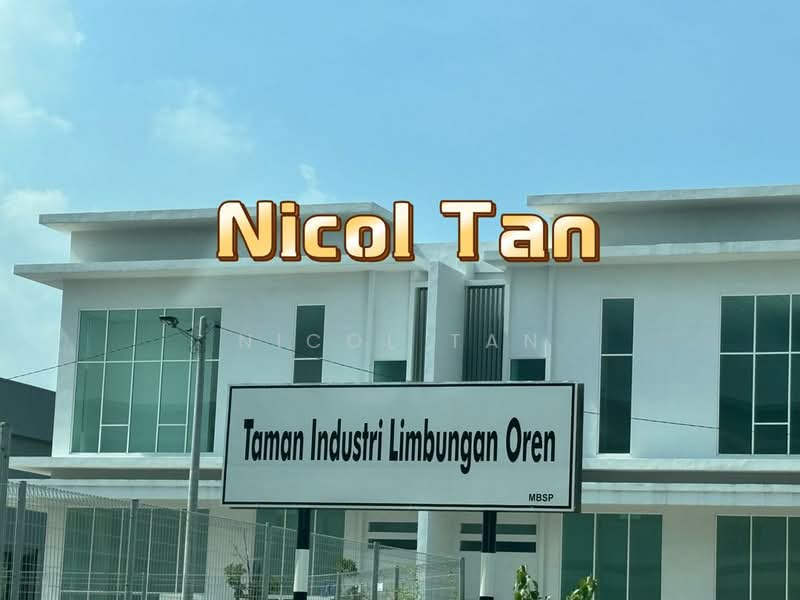 Nicol Tan
NICOL TAN
Taman Industri Limbungan Oren
MBSP